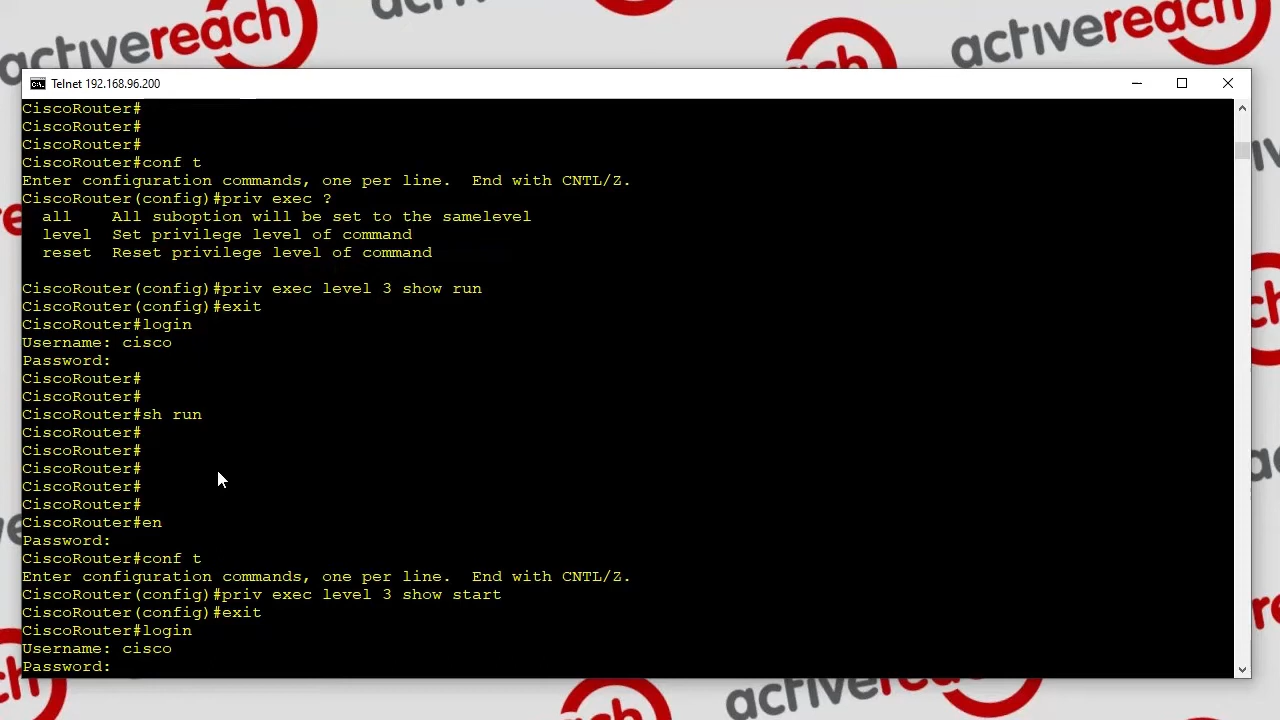 activereach
activereach
Telnet 192.168.96.200
CiscoRouter#
CiscoRouter#
CiscoRouter#
CiscoRouter#conf t
Enter configuration commands, one per line.  End with CNTL/Z.
CiscoRouter(config)#priv exec ?
all    All suboption will be set to the samelevel
level  Set privilege level of command
reset  Reset privilege level of command
CiscoRouter(config)#priv exec level 3 show run
CiscoRouter(config)#exit
CiscoRouter#login
Username: cisco
Password:
CiscoRouter#
CiscoRouter#
CiscoRouter#sh run
CiscoRouter#
CiscoRouter#
CiscoRouter#
CiscoRouter#
CiscoRouter#
CiscoRouter#en
Password:
CiscoRouter#conf t
Enter configuration commands, one per line.  End with CNTL/Z.
CiscoRouter(config)#priv exec level 3 show start
CiscoRouter(config)#exit
CiscoRouter#login
Username: cisco
Password:
activereach